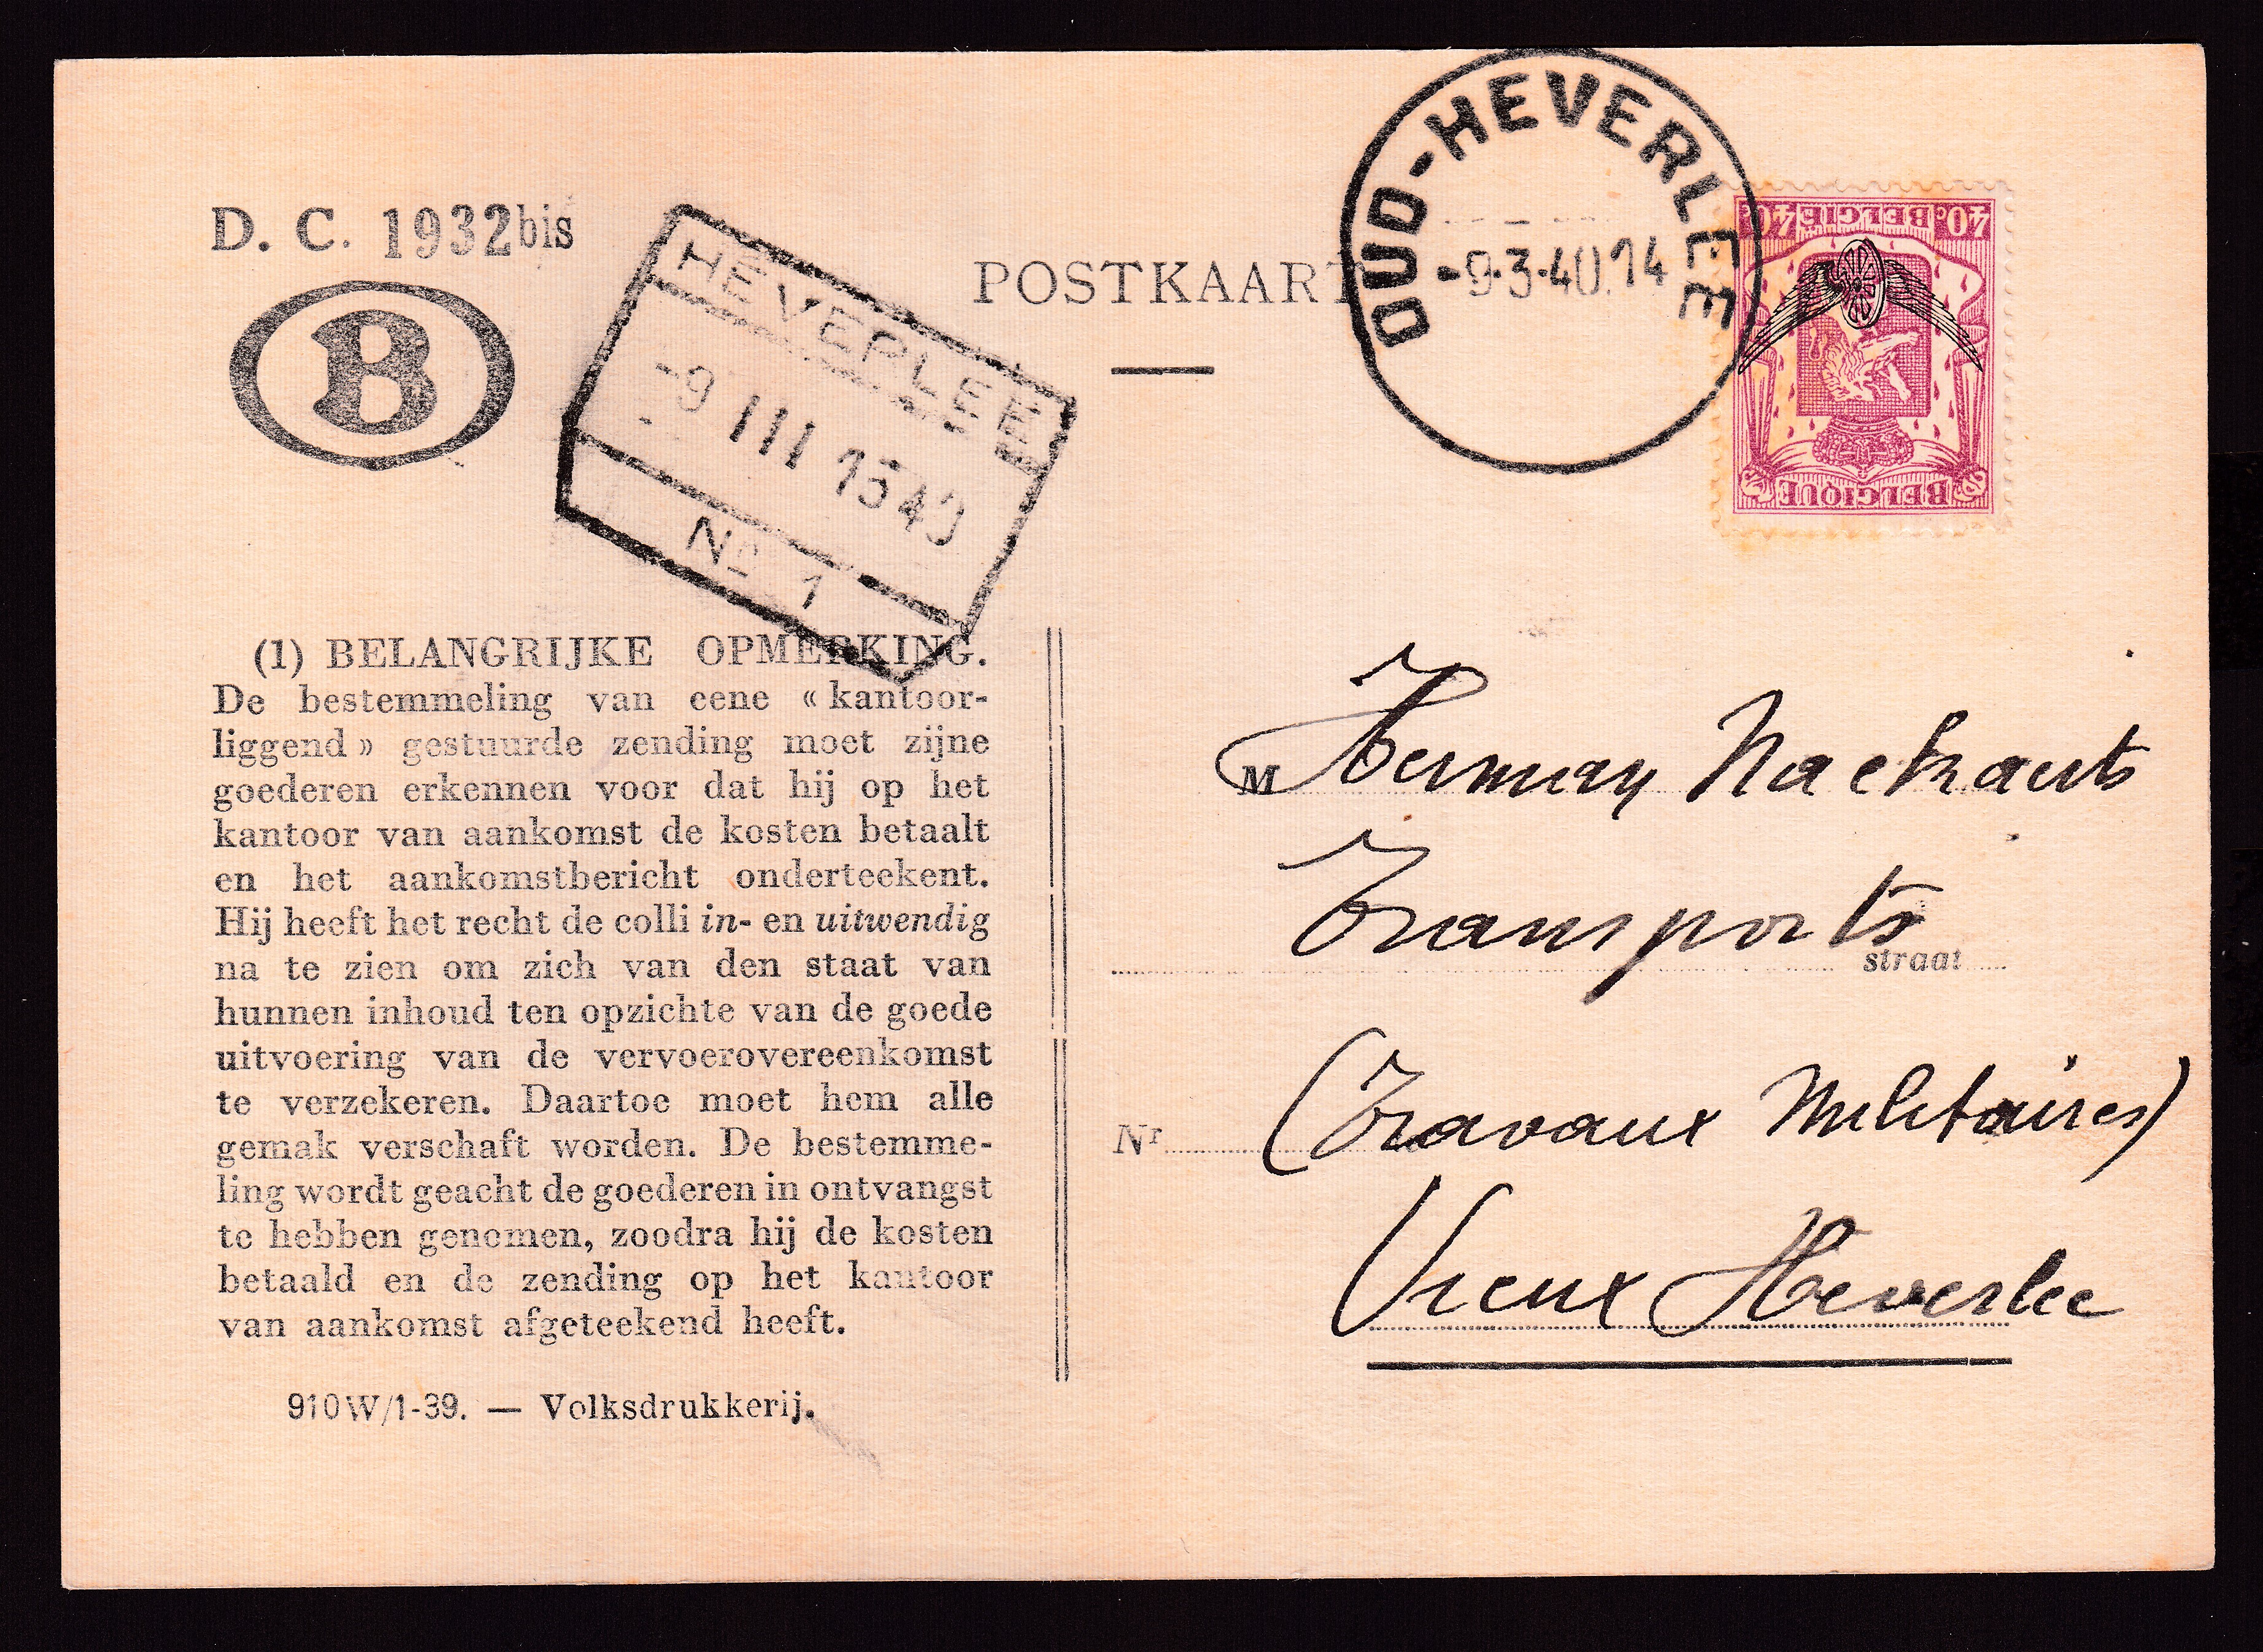 D. C. 1932bis
B
HEVERLEE
-9 III 1940
No 1
POSTKAART
OUD-HEVERLEE
-9.3-40.14
40c BELGIE 40c
BELGIQUE
(1) BELANGRIJKE OPMERKING.
De bestemmeling van eene « kantoor-
liggend » gestuurde zending moet zijne
goederen erkennen voor dat hij op het
kantoor van aankomst de kosten betaalt
en het aankomstbericht onderteekent.
Hij heeft het recht de colli in- en uitwendig
na te zien om zich van den staat van
hunnen inhoud ten opzichte van de goede
uitvoering van de vervoerovereenkomst
te verzekeren. Daartoe moet hem alle
gemak verschaft worden. De bestemme-
ling wordt geacht de goederen in ontvangst
te hebben genomen, zoodra hij de kosten
betaald en de zending op het kantoor
van aankomst afgeteekend heeft.
910W/1-39. — Volksdrukkerij.
M Herman
Transports
straat
Nr (Travaux Militaires)
Vieux Heverlee